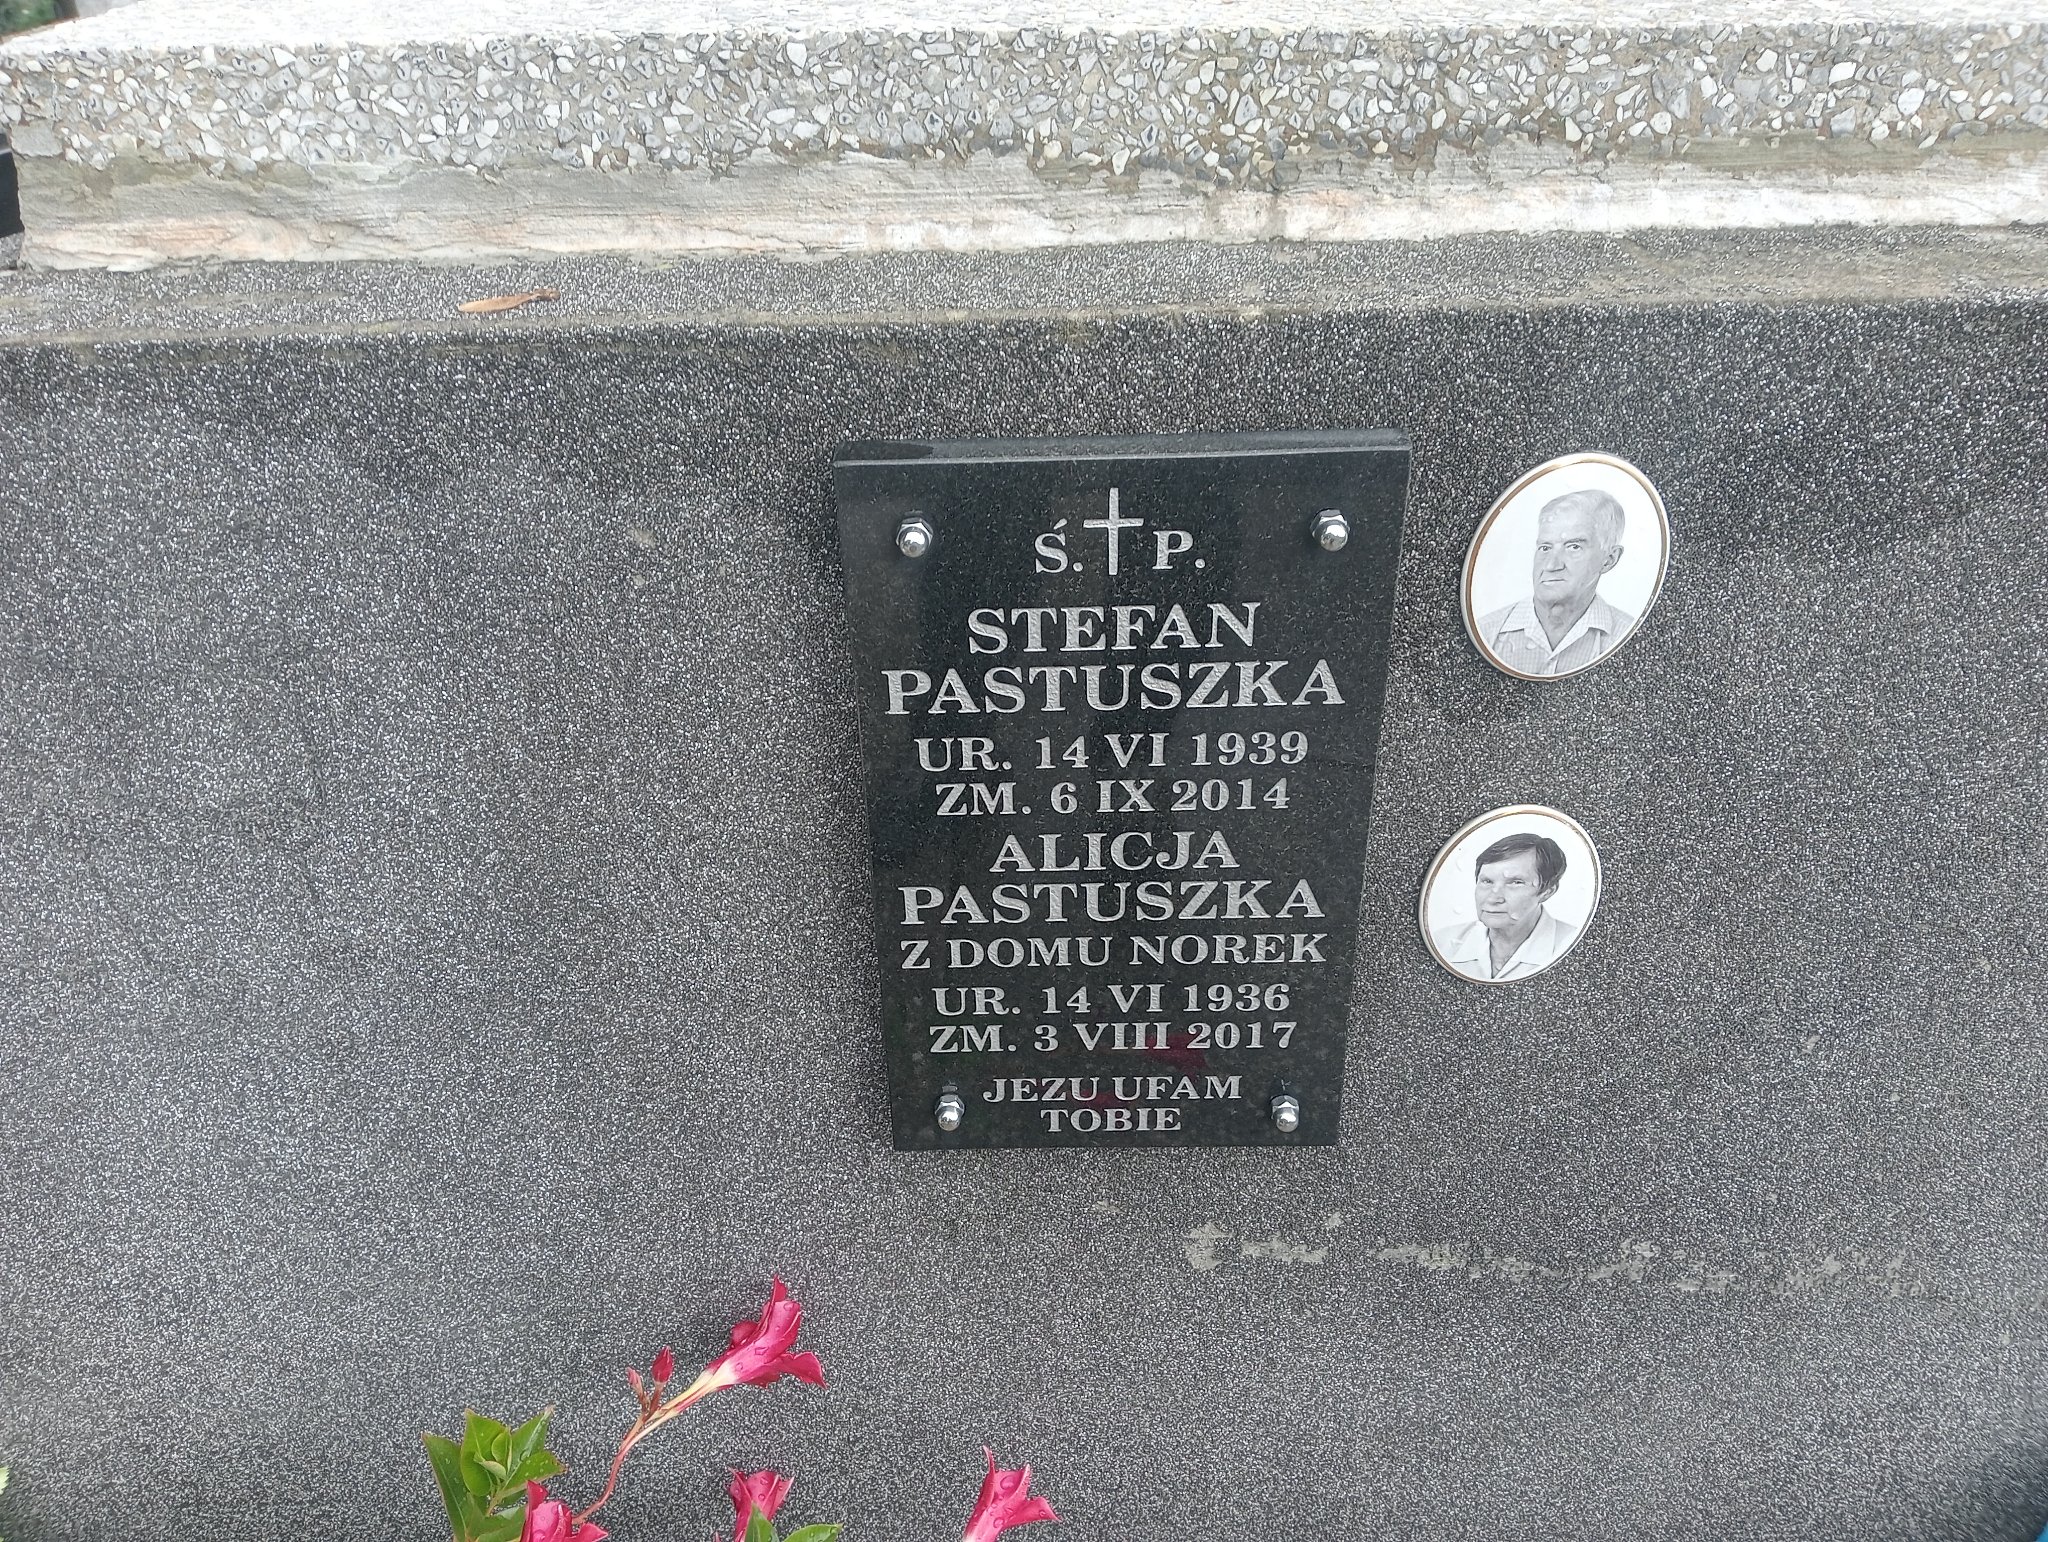 Ś. P.
STEFAN
PASTUSZKA
UR. 14 VI 1939
ZM. 6 IX 2014
ALICJA
PASTUSZKA
Z DOMU NOREK
UR. 14 VI 1936
ZM. 3 VIII 2017
JEZU UFAM
TOBIE